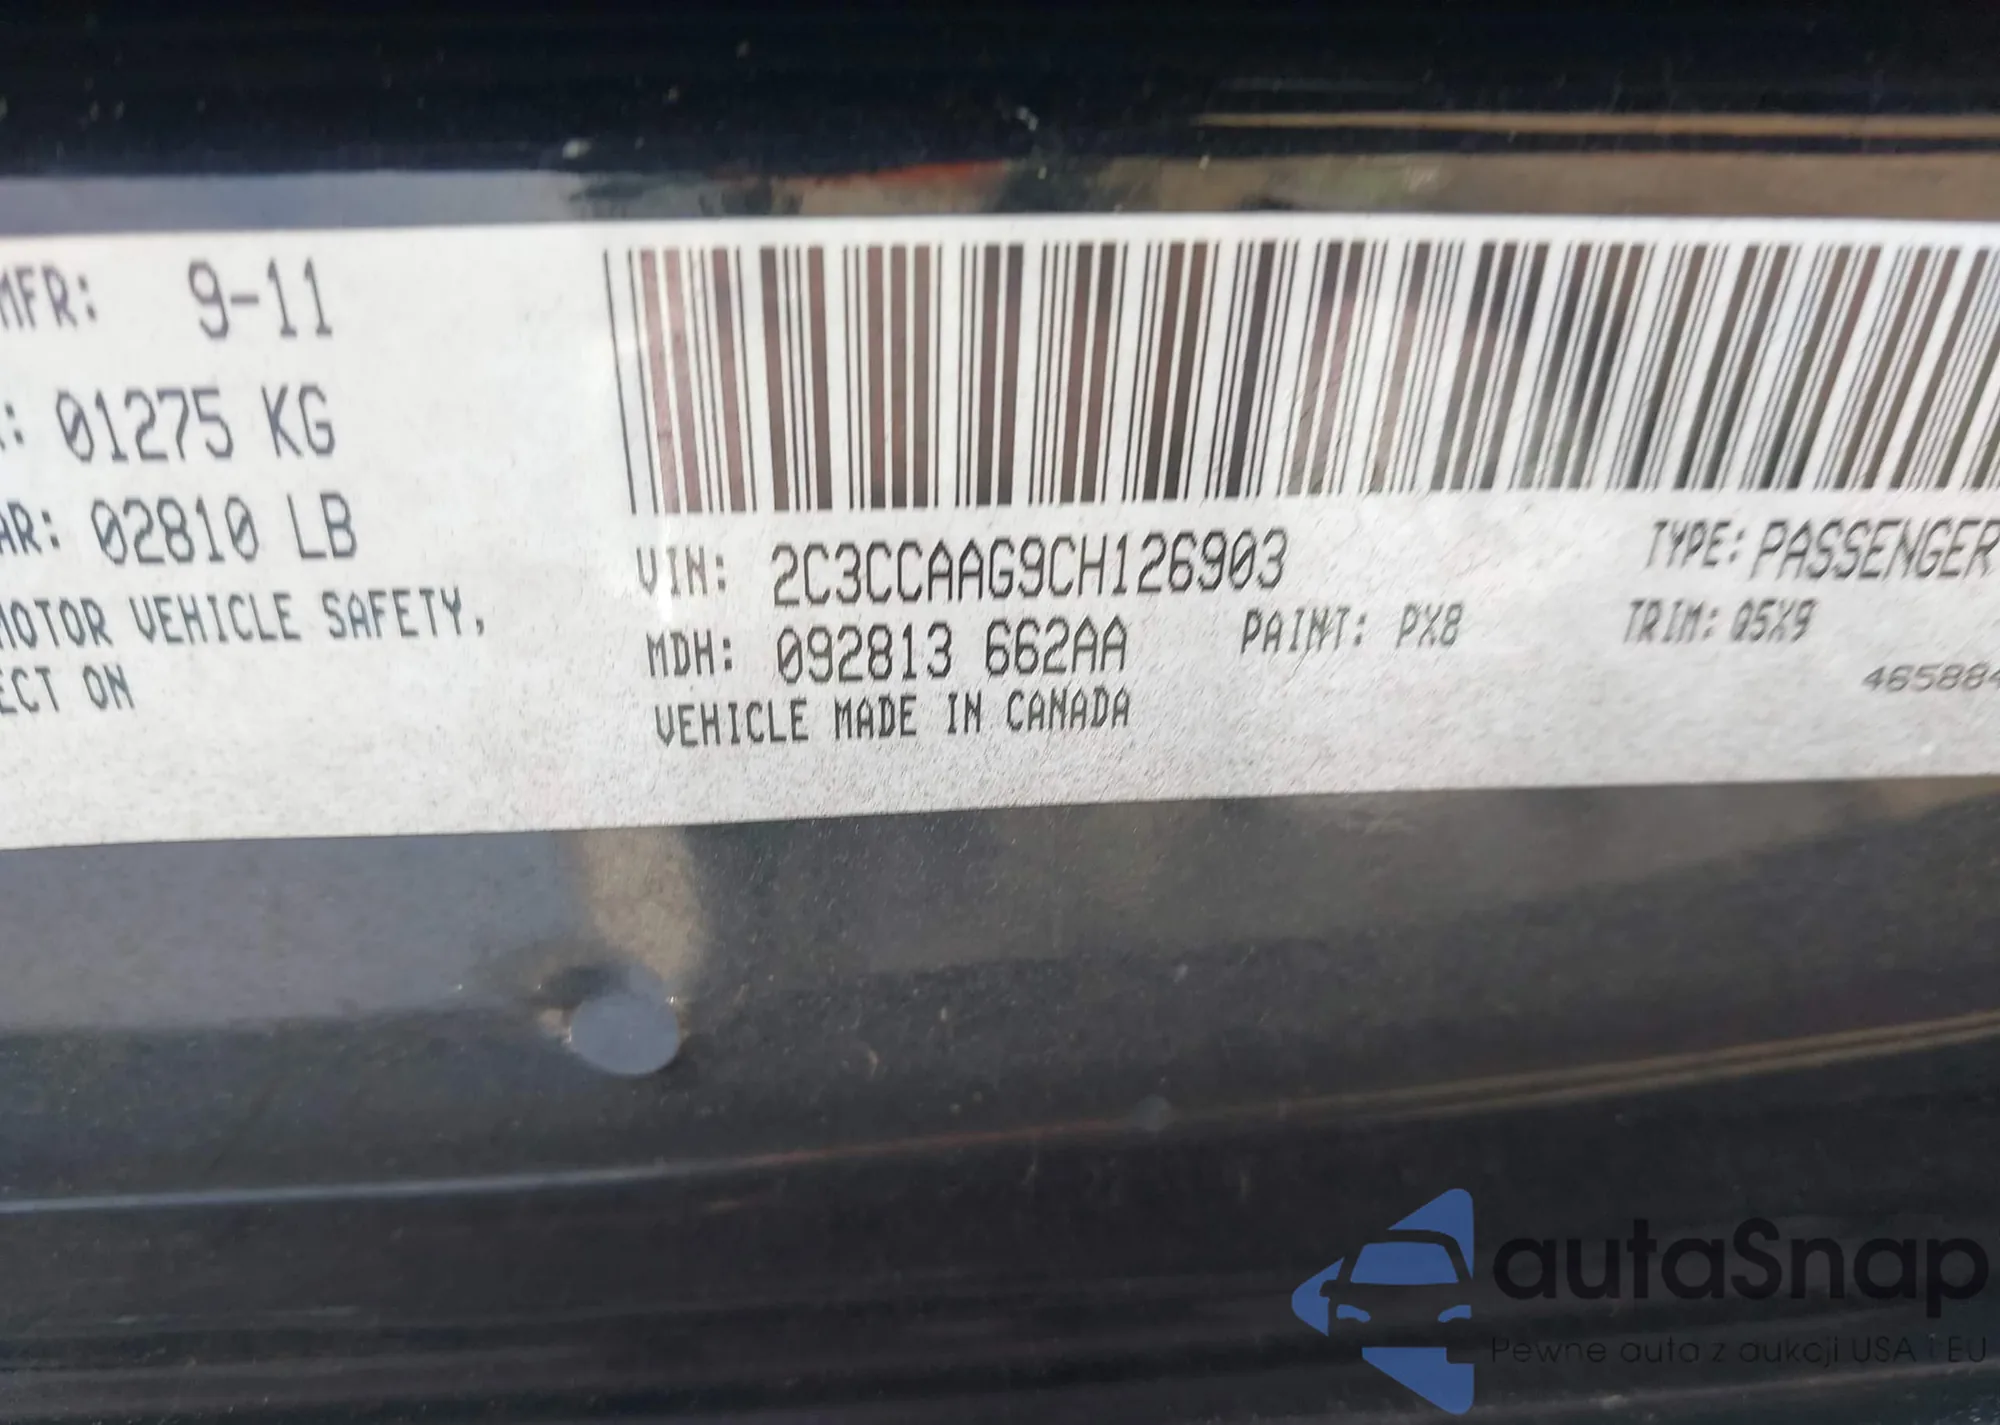 MFR: 9-11
: 01275 KG
AR: 02810 LB
MOTOR VEHICLE SAFETY,
ECT ON
VIN: 2C3CCAAG9CH126903
TYPE: PASSENGER
MDH: 092813 662AA
PAINT: PX8
TRIM: Q5X9
VEHICLE MADE IN CANADA
465884
autaSnap
Pewne auta z aukcji USA i EU